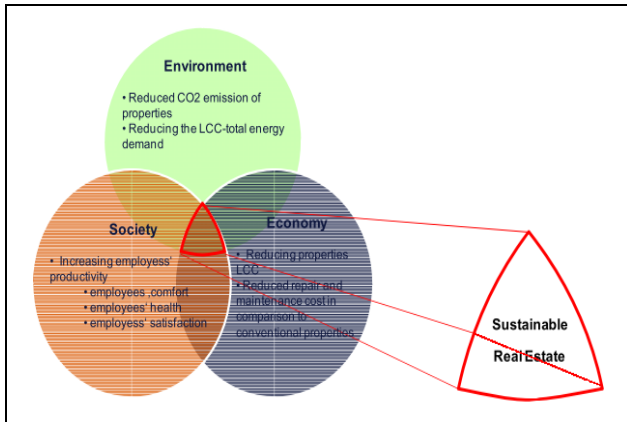 Environment
• Reduced CO2 emission of
properties
• Reducing the LCC-total energy
demand
Society
• Increasing employess'
productivity
• employees ,comfort
• employees' health
• employess' satisfaction
Economy
• Reducing properties
LCC
• Reduced repair and
maintenance cost in
comparison to
conventional properties
Sustainable
Real Estate